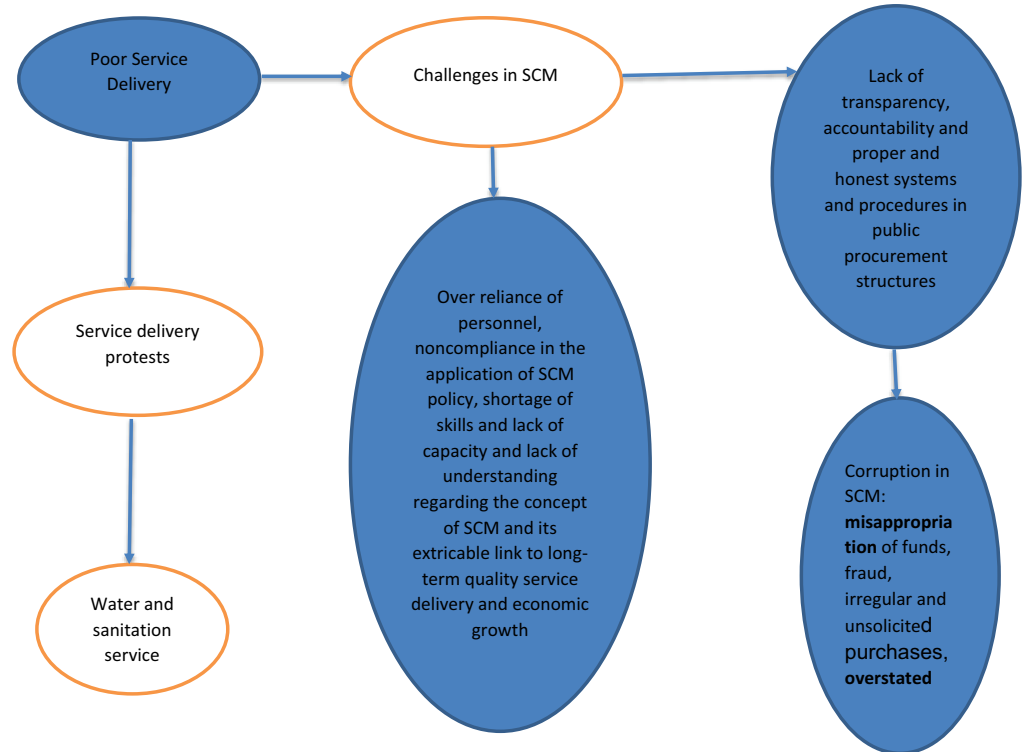 Poor Service
Delivery
Challenges in SCM
Lack of
transparency,
accountability and
proper and
honest systems
and procedures in
public
procurement
structures
Service delivery
protests
Over reliance of
personnel,
noncompliance in the
application of SCM
policy, shortage of
skills and lack of
capacity and lack of
understanding
regarding the concept
of SCM and its
extricable link to long-
term quality service
delivery and economic
growth
Water and
sanitation
service
Corruption in
SCM:
misappropria
tion of funds,
fraud,
irregular and
unsolicited
purchases,
overstated